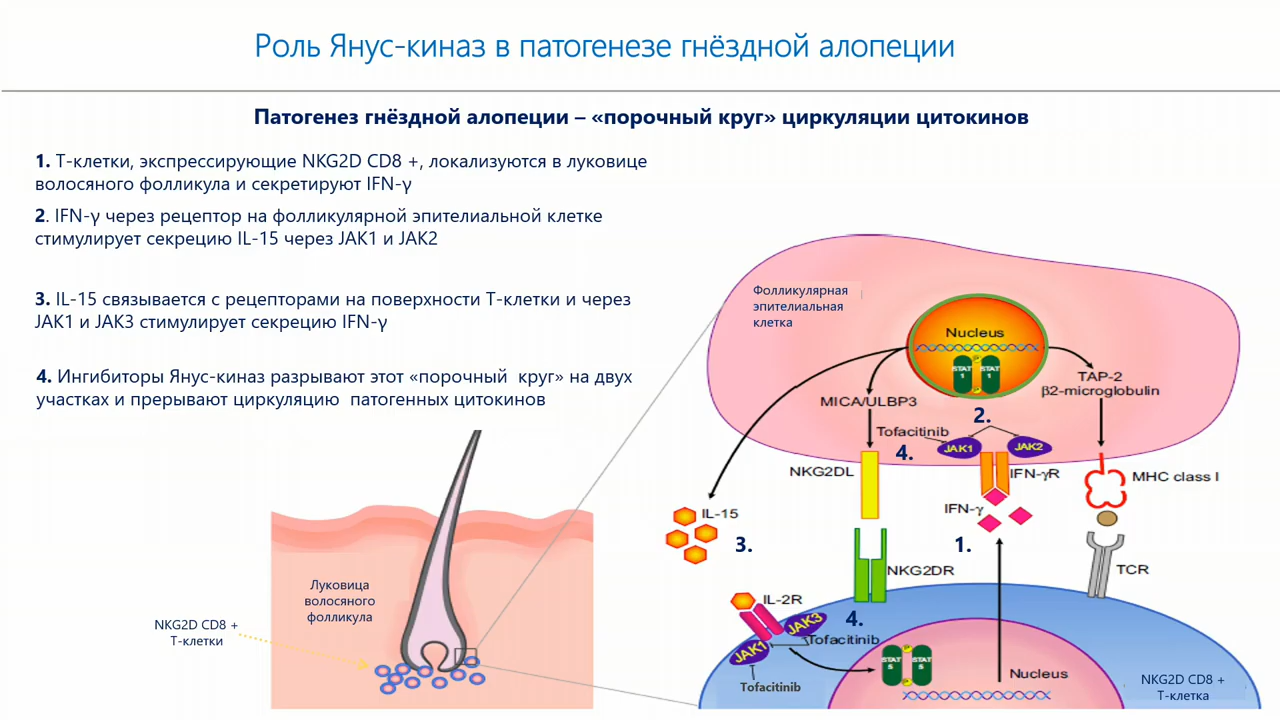 Роль Янус-киназ в патогенезе гнёздной алопеции
Патогенез гнёздной алопеции – «порочный круг» циркуляции цитокинов
1. Т-клетки, экспрессирующие NKG2D CD8 +, локализуются в луковице
волосяного фолликула и секретируют IFN-γ
2. IFN-γ через рецептор на фолликулярной эпителиальной клетке
стимулирует секрецию IL-15 через JAK1 и JAK2
3. IL-15 связывается с рецепторами на поверхности Т-клетки и через
JAK1 и JAK3 стимулирует секрецию IFN-γ
4. Ингибиторы Янус-киназ разрывают этот «порочный  круг» на двух
участках и прерывают циркуляцию  патогенных цитокинов
Фолликулярная
эпителиальная
клетка
Nucleus
STAT 1
STAT 1
P
P
MICA/ULBP3
TAP-2
β2-microglobulin
2.
Tofacitinib
4.
JAK1
JAK2
NKG2DL
IFN-γR
MHC class I
IL-15
IFN-γ
3.
1.
NKG2DR
TCR
IL-2R
4.
JAK3
JAK1
Tofacitinib
Tofacitinib
STAT 5
STAT 5
P
P
Nucleus
NKG2D CD8 +
Т-клетка
Луковица
волосяного
фолликула
NKG2D CD8 +
Т-клетки